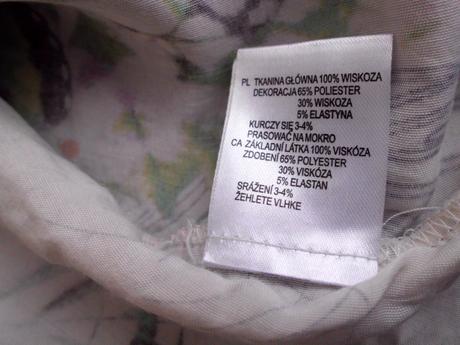 PL TKANINA GŁÓWNA 100% WISKOZA
DEKORACJA 65% POLIESTER
30% WISKOZA
5% ELASTYNA
KURCZY SIĘ 3-4%
PRASOWAĆ NA MOKRO
CA ZÁKLADNÍ LÁTKA 100% VISKÓZA
ZDOBENÍ 65% POLYESTER
30% VISKÓZA
5% ELASTAN
SRÁŽENÍ 3-4%
ŽEHLETE VLHKE